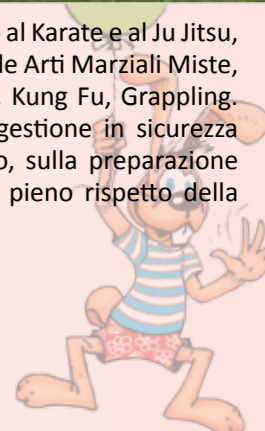 al Karate e al Ju Jitsu,
le Arti Marziali Miste,
Kung Fu, Grappling.
gestione in sicurezza
o, sulla preparazione
pieno rispetto della